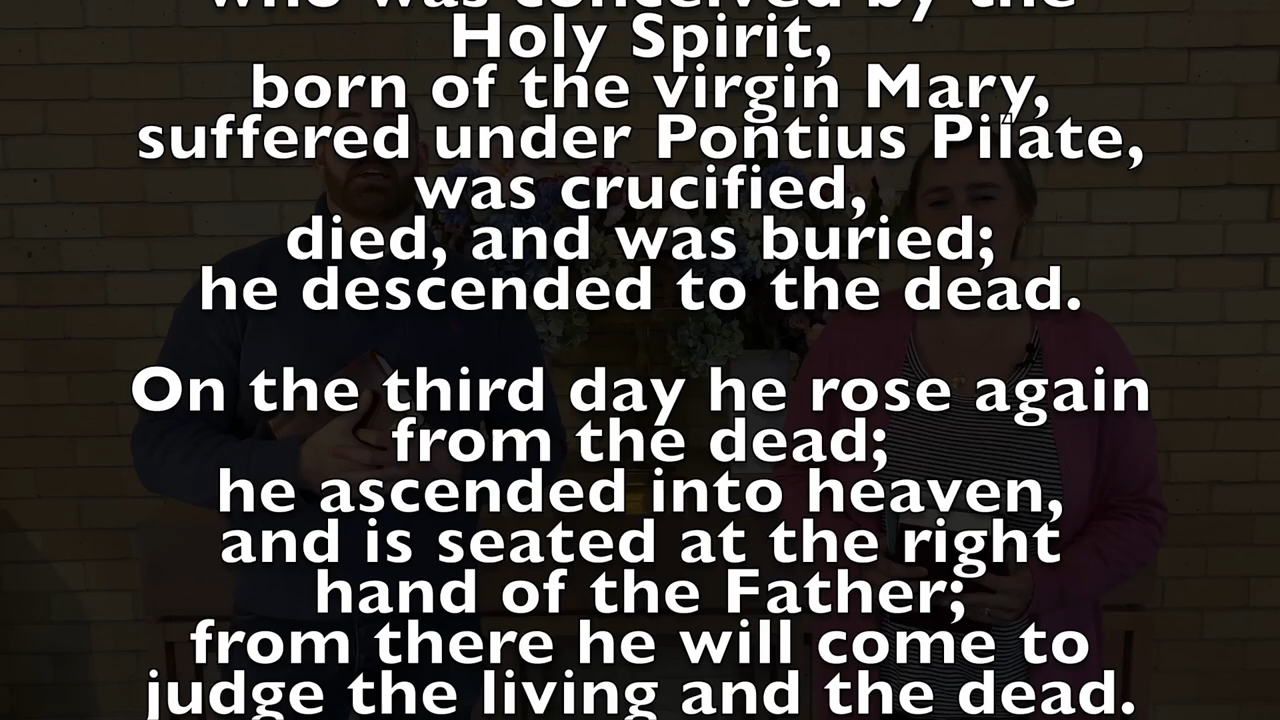 who was conceived by the
Holy Spirit,
born of the virgin Mary,
suffered under Pontius Pilate,
was crucified,
died, and was buried;
he descended to the dead.
On the third day he rose again
from the dead;
he ascended into heaven,
and is seated at the right
hand of the Father;
from there he will come to
judge the living and the dead.